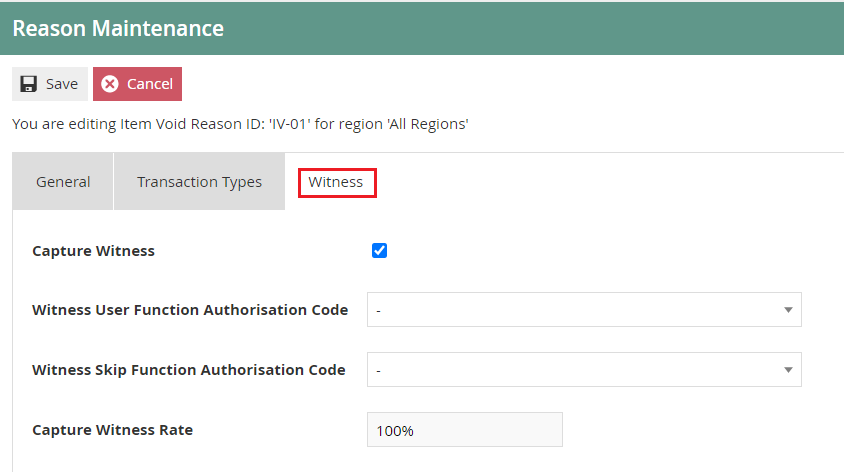 Reason Maintenance
Save Cancel
You are editing Item Void Reason ID: 'IV-01' for region 'All Regions'
General Transaction Types Witness
Capture Witness
Witness User Function Authorisation Code -
Witness Skip Function Authorisation Code -
Capture Witness Rate 100%